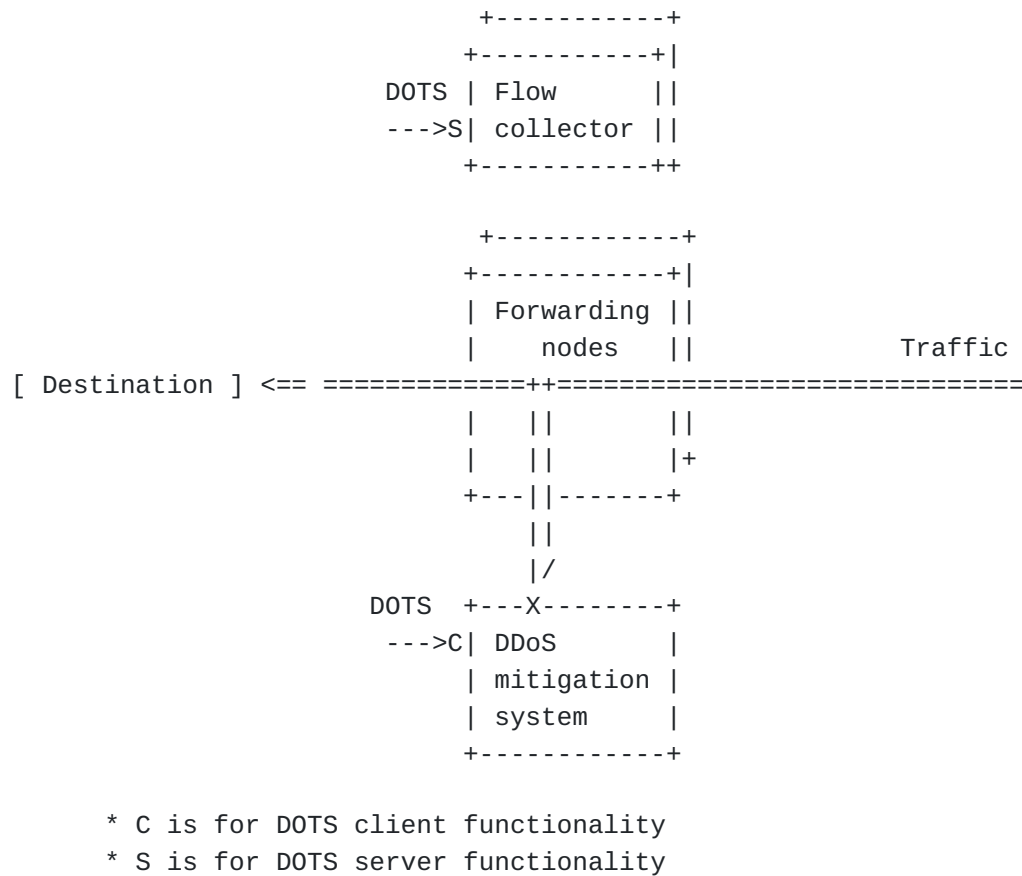 +-----------+
                             +-----------+|
                        DOTS | Flow      ||
                        --->S| collector ||
                             +-----------++

                              +------------+
                             +------------+|
                             | Forwarding ||
                             |    nodes   ||             Traffic
[ Destination ] <== =============++==============================
                             |   ||       ||
                             |   ||       |+
                             +---||-------+
                                 ||
                                 |/
                       DOTS  +---X--------+
                        --->C| DDoS       |
                             | mitigation |
                             | system     |
                             +------------+

      * C is for DOTS client functionality
      * S is for DOTS server functionality